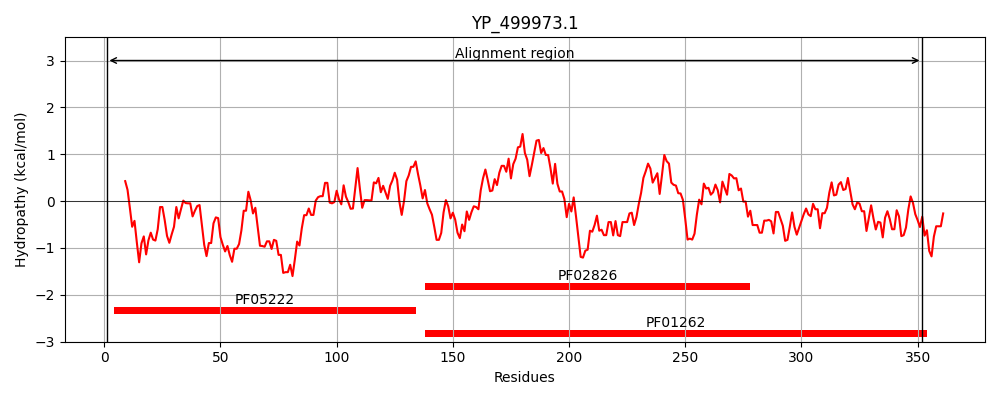 YP_499973.1
Alignment region
Hydropathy (kcal/mol)
3
2
1
0
−1
−2
−3
PF02826
PF05222
PF01262
0
50
100
150
200
250
300
350
Residues